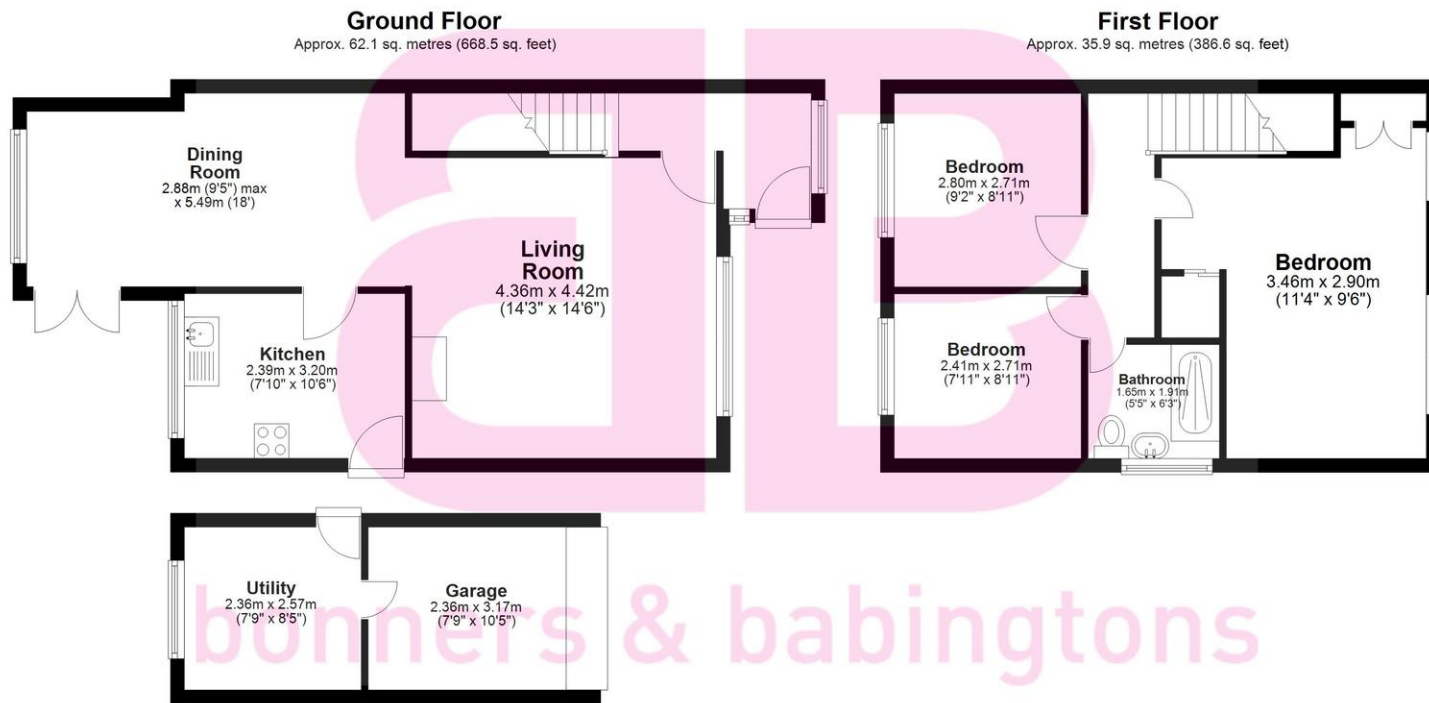 Ground Floor
Approx. 62.1 sq. metres (668.5 sq. feet)
Dining
Room
2.88m (9'5") max
x 5.49m (18')
Living
Room
4.36m x 4.42m
(14'3" x 14'6")
Kitchen
2.39m x 3.20m
(7'10" x 10'6")
Utility
2.36m x 2.57m
(7'9" x 8'5")
Garage
2.36m x 3.17m
(7'9" x 10'5")
First Floor
Approx. 35.9 sq. metres (386.6 sq. feet)
Bedroom
2.80m x 2.71m
(9'2" x 8'11")
Bedroom
3.46m x 2.90m
(11'4" x 9'6")
Bedroom
2.41m x 2.71m
(7'11" x 8'11")
Bathroom
1.65m x 1.91m
(5'5" x 6'3")
aB
bonners & babingtons